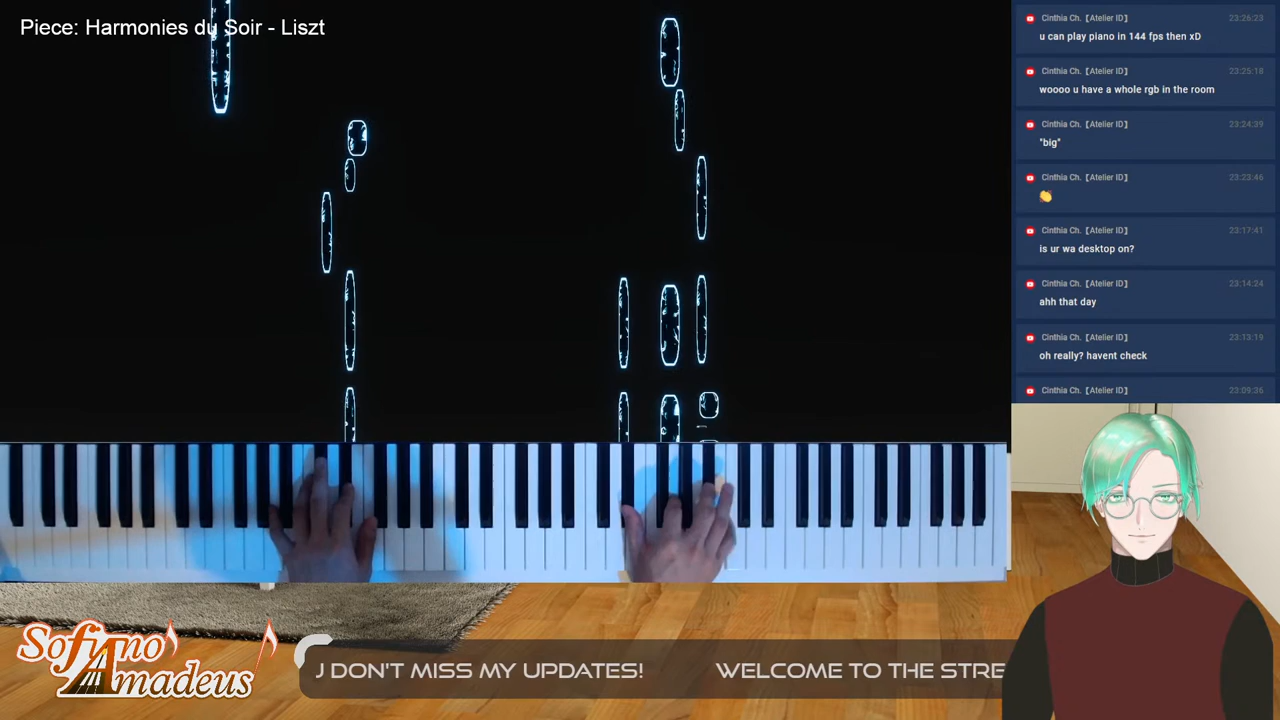 Piece: Harmonies du Soir - Liszt
Cinthia Ch.【Atelier ID】 23:26:23
u can play piano in 144 fps then xD
Cinthia Ch.【Atelier ID】 23:25:18
woooo u have a whole rgb in the room
Cinthia Ch.【Atelier ID】 23:24:39
"big"
Cinthia Ch.【Atelier ID】 23:23:46
Cinthia Ch.【Atelier ID】 23:17:41
is ur wa desktop on?
Cinthia Ch.【Atelier ID】 23:14:24
ahh that day
Cinthia Ch.【Atelier ID】 23:13:19
oh really? havent check
Cinthia Ch.【Atelier ID】 23:09:36
Sofiano
Amadeus
U DON'T MISS MY UPDATES! WELCOME TO THE STRE